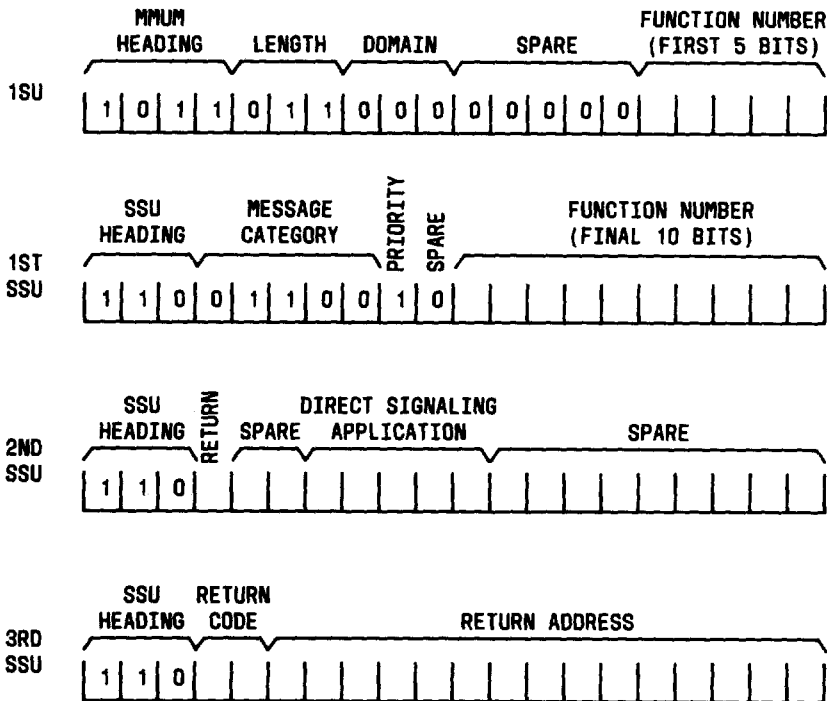 MMUM
HEADING LENGTH DOMAIN SPARE FUNCTION NUMBER
(FIRST 5 BITS)
1SU
1 0 1 1 0 1 1 0 0 0 0 0 0 0 0
SSU
HEADING MESSAGE
CATEGORY PRIORITY SPARE FUNCTION NUMBER
(FINAL 10 BITS)
1ST
SSU
1 1 0 0 1 1 0 0 1 0
SSU
HEADING RETURN SPARE DIRECT SIGNALING
APPLICATION SPARE
2ND
SSU
1 1 0
SSU
HEADING RETURN
CODE RETURN ADDRESS
3RD
SSU
1 1 0